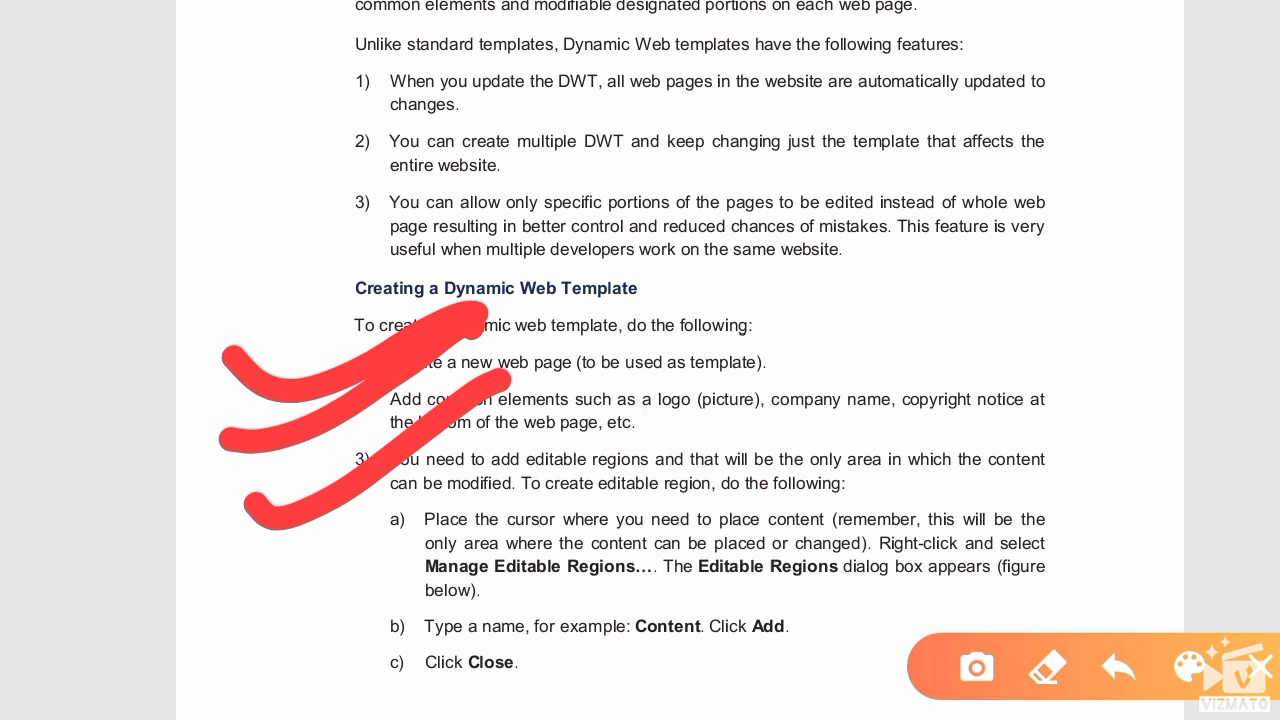 common elements and modifiable designated portions on each web page.
Unlike standard templates, Dynamic Web templates have the following features:
1) When you update the DWT, all web pages in the website are automatically updated to
changes.
2) You can create multiple DWT and keep changing just the template that affects the
entire website.
3) You can allow only specific portions of the pages to be edited instead of whole web
page resulting in better control and reduced chances of mistakes. This feature is very
useful when multiple developers work on the same website.
Creating a Dynamic Web Template
To web template, do the following:
a new web page (to be used as template).
Add elements such as a logo (picture), company name, copyright notice at
the of the web page, etc.
3) need to add editable regions and that will be the only area in which the content
can be modified. To create editable region, do the following:
a) Place the cursor where you need to place content (remember, this will be the
only area where the content can be placed or changed). Right-click and select
Manage Editable Regions…. The Editable Regions dialog box appears (figure
below).
b) Type a name, for example: Content. Click Add.
c) Click Close.
VIZMATO